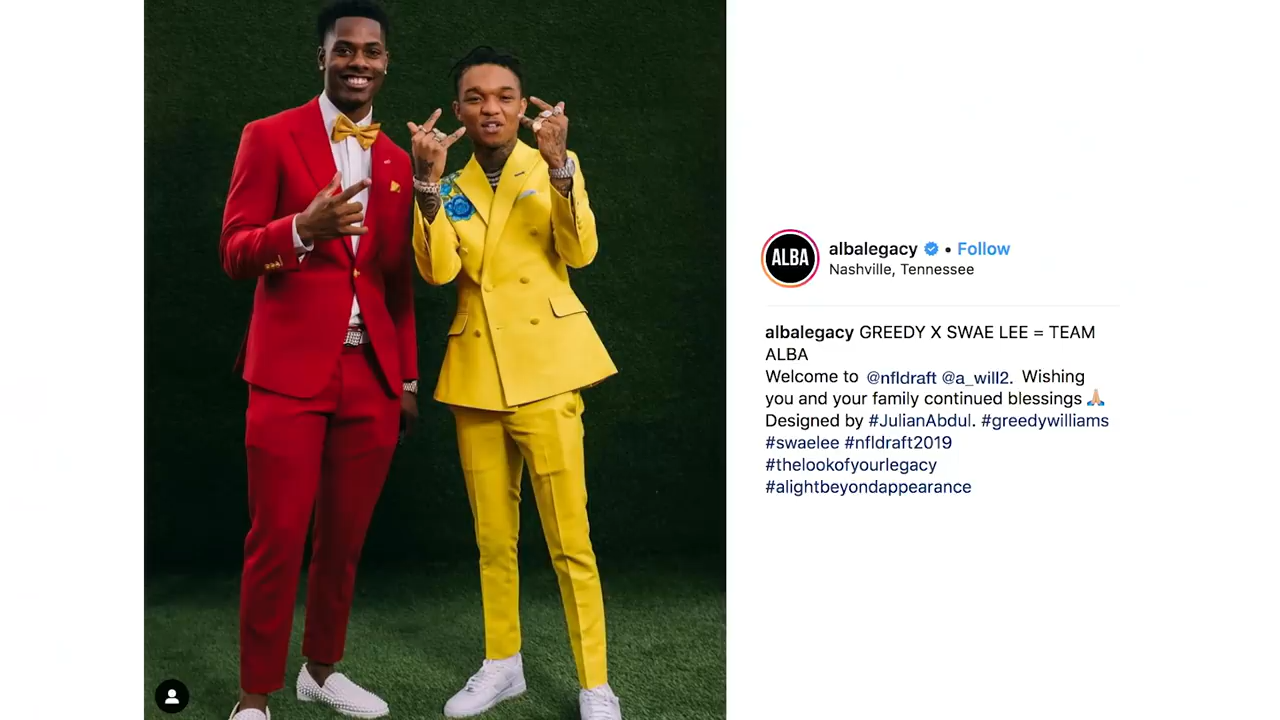 ALBA
albalegacy • Follow
Nashville, Tennessee
albalegacy GREEDY X SWAE LEE = TEAM
ALBA
Welcome to @nfldraft @a_will2. Wishing
you and your family continued blessings 🙏🏼
Designed by #JulianAbdul. #greedywilliams
#swaelee #nfldraft2019
#thelookofyourlegacy
#alightbeyondappearance